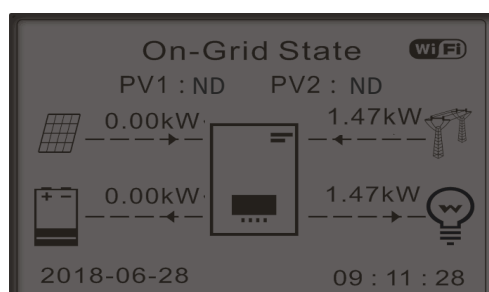 On-Grid State WiFi
PV1 : ND PV2 : ND
0.00kW 1.47kW
0.00kW 1.47kW
2018-06-28 09 : 11 : 28